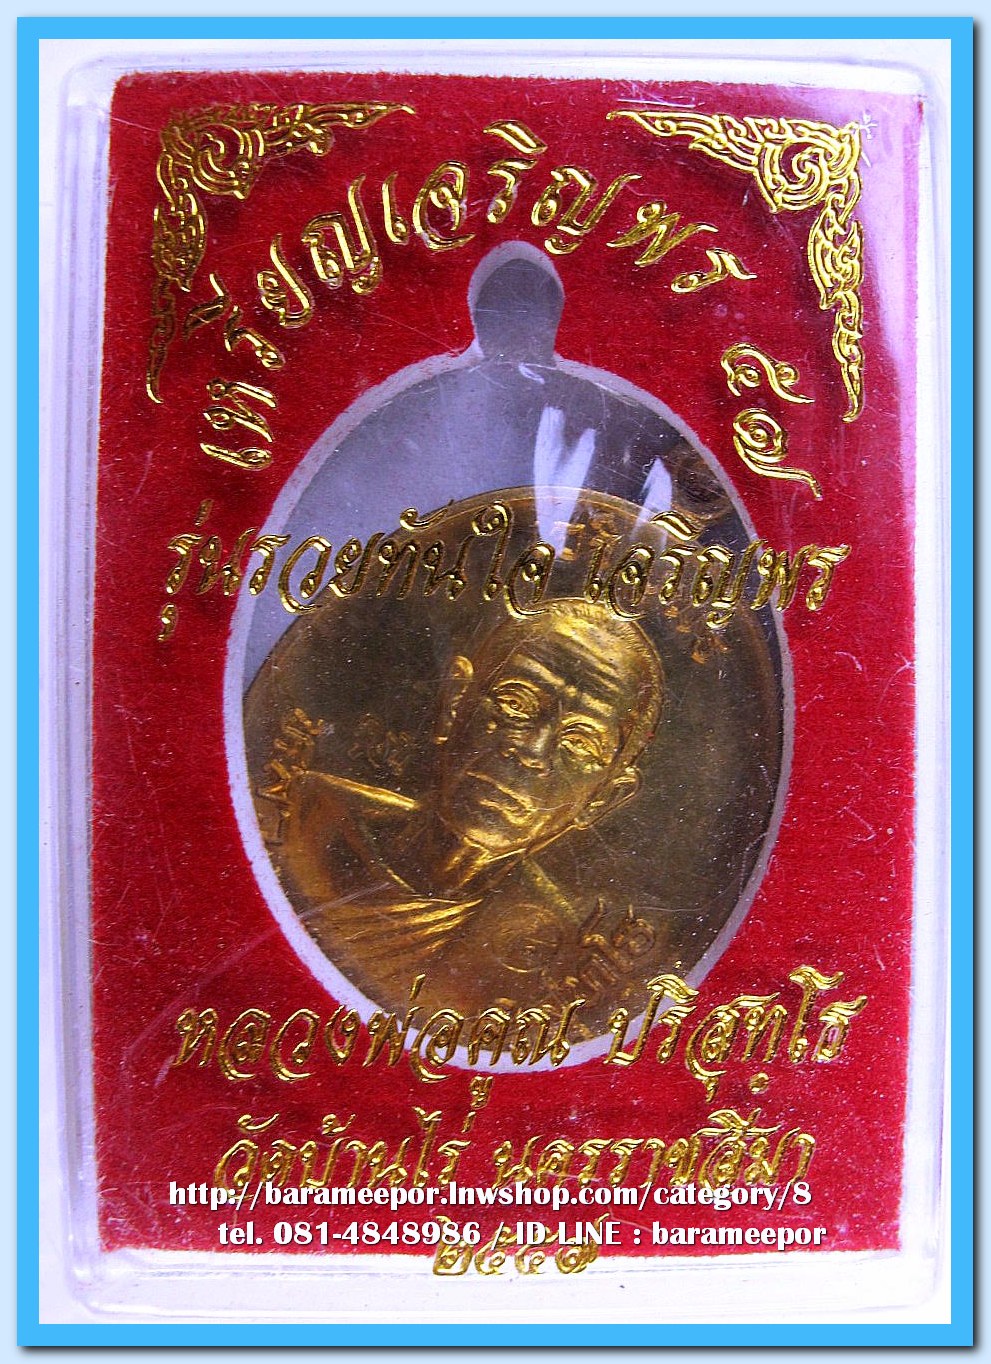 เหรียญเจริญพร
รุ่นรวยทันใจ เจริญพร
หลวงพ่อคูณ ปริสุทฺโธ
วัดบ้านไร่ นครราชสีมา
http://barameepor.lnwshop.com/category/8
tel. 081-4848986 / ID LINE : barameepor
๒๕๕๗